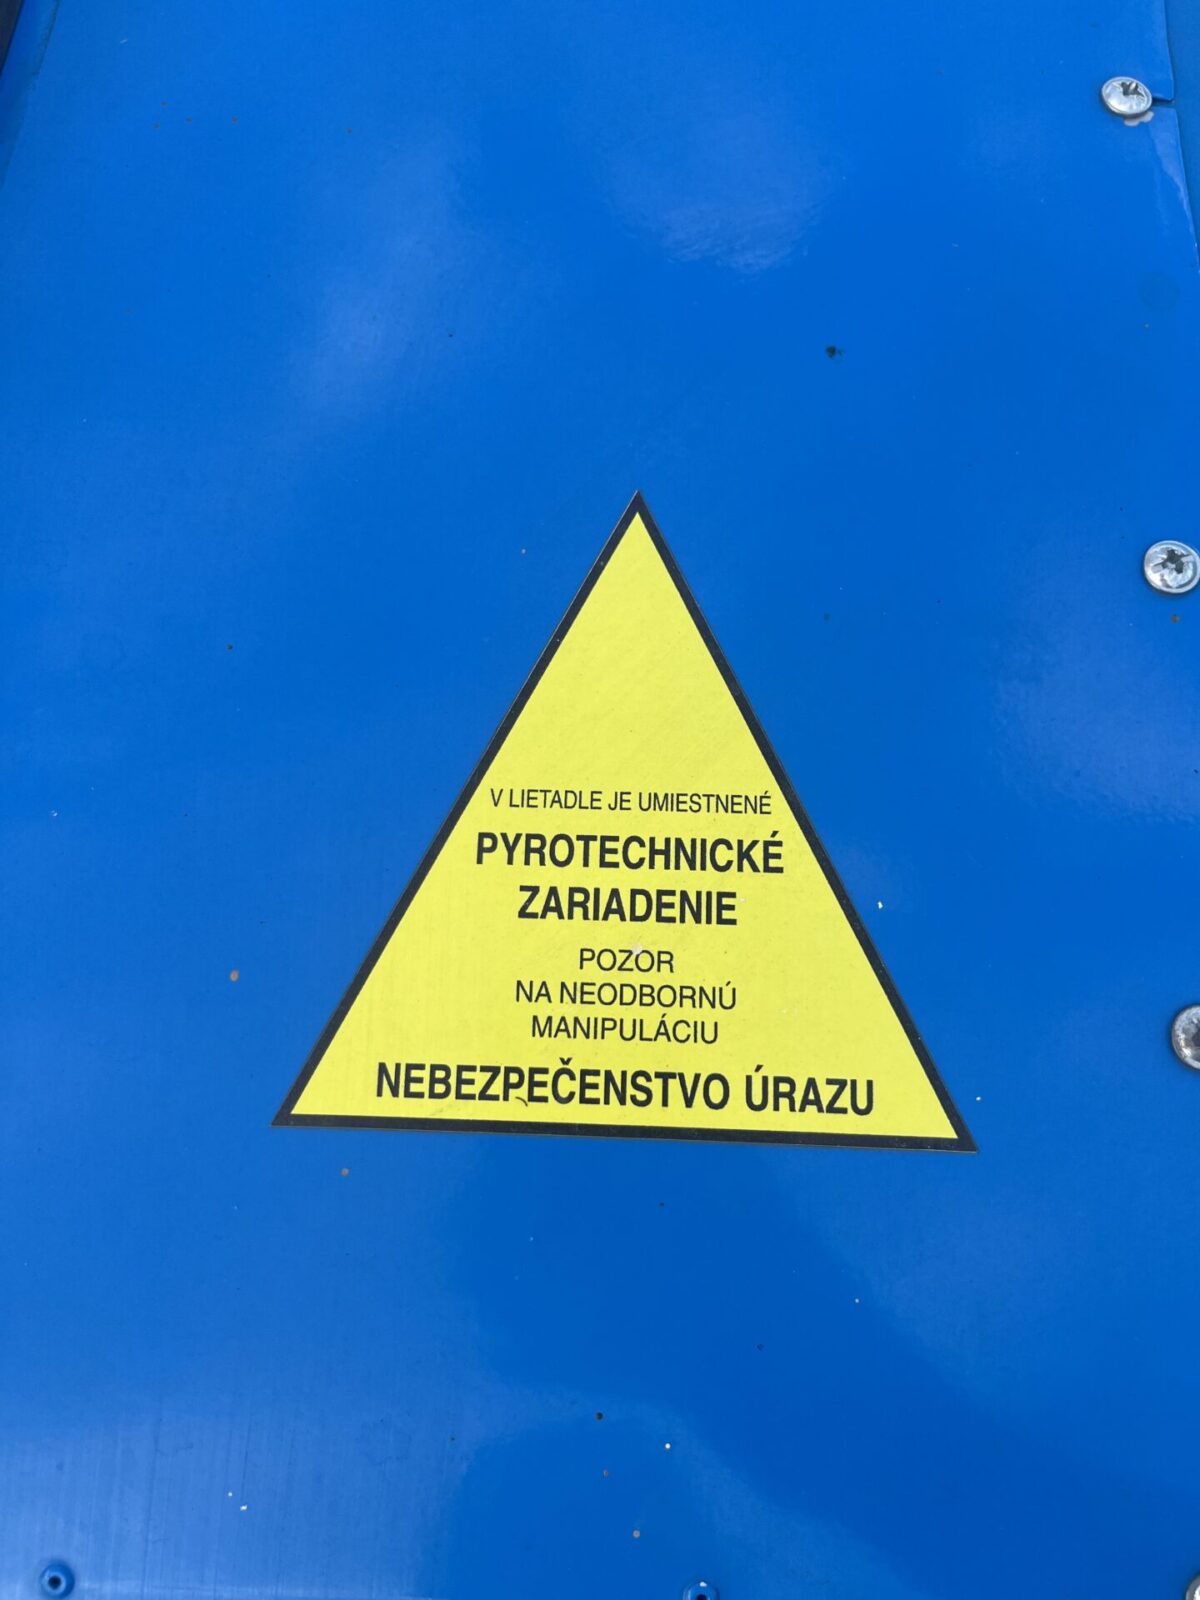 V LIETADLE JE UMIESTNENÉ
PYROTECHNICKÉ
ZARIADENIE
POZOR
NA NEODBORNÚ
MANIPULÁCIU
NEBEZPEČENSTVO ÚRAZU